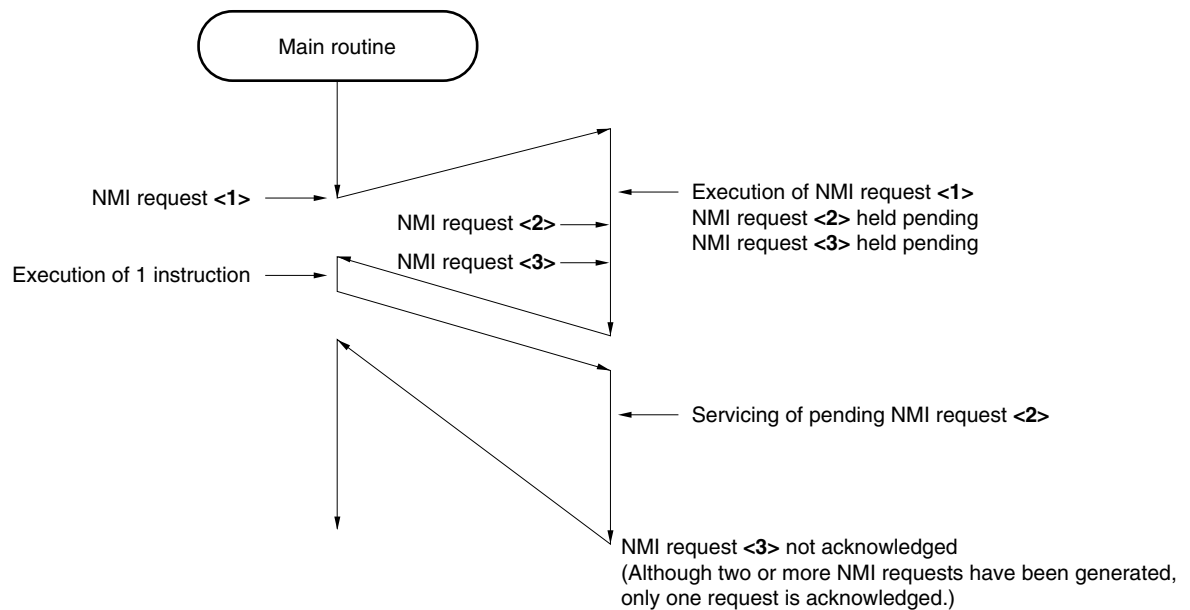 Main routine
NMI request <1>
Execution of NMI request <1>
NMI request <2> held pending
NMI request <3> held pending
NMI request <2>
NMI request <3>
Execution of 1 instruction
Servicing of pending NMI request <2>
NMI request <3> not acknowledged
(Although two or more NMI requests have been generated,
only one request is acknowledged.)